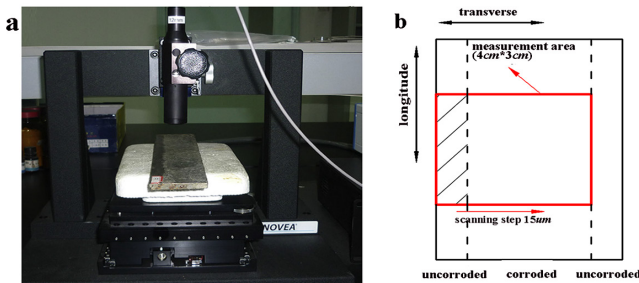 a
NOVEA
b
transverse
longitude
measurement area
(4cm*3cm)
scanning step 15um
uncorroded corroded uncorroded